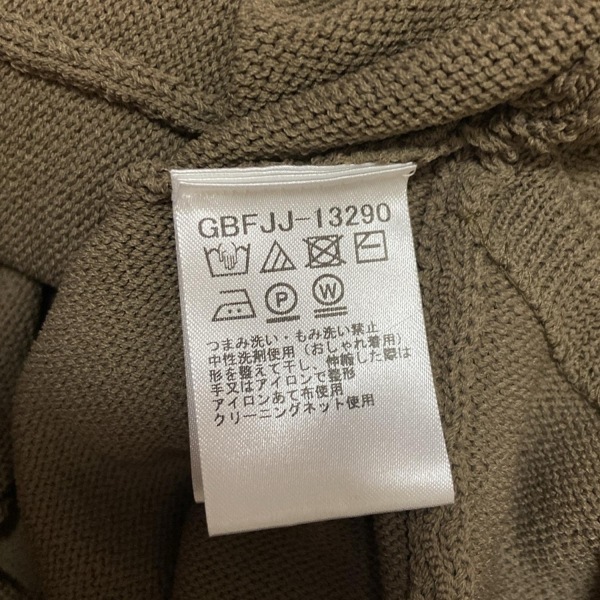 GBFJJ-13290
P W
つまみ洗い・もみ洗い禁止
中性洗剤使用(おしゃれ着用)
形を整えて干し、伸縮した際は
手又はアイロンで整形
アイロンあて布使用
クリーニングネット使用